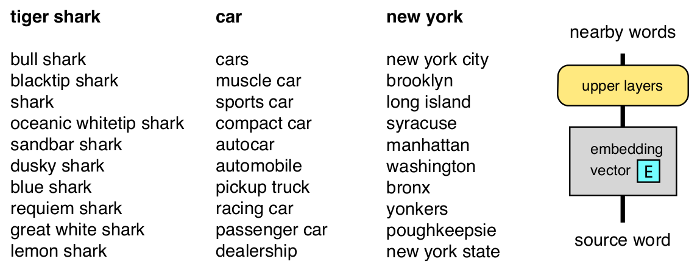 tiger shark
bull shark
blacktip shark
shark
oceanic whitetip shark
sandbar shark
dusky shark
blue shark
requiem shark
great white shark
lemon shark
car
cars
muscle car
sports car
compact car
autocar
automobile
pickup truck
racing car
passenger car
dealership
new york
new york city
brooklyn
long island
syracuse
manhattan
washington
bronx
yonkers
poughkeepsie
new york state
nearby words
upper layers
embedding
vector E
source word